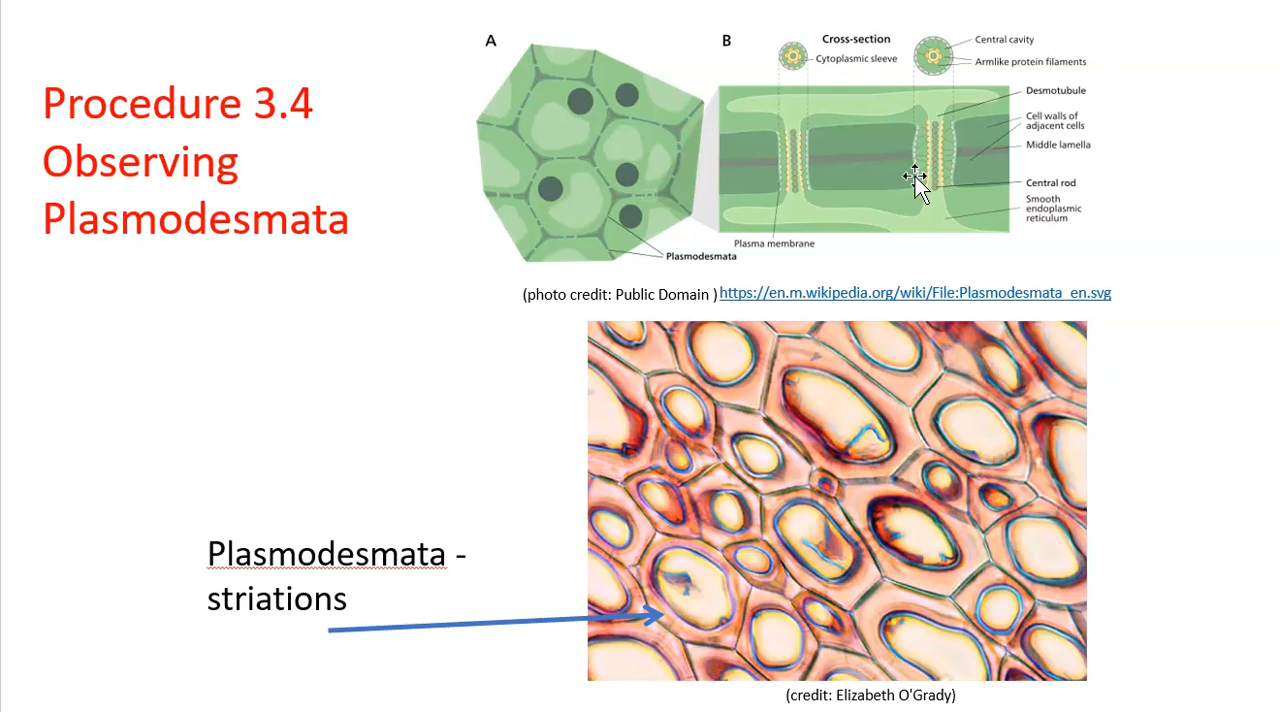 Procedure 3.4
Observing
Plasmodesmata
A
B
Cross-section
Cytoplasmic sleeve
Central cavity
Armlike protein filaments
Desmotubule
Cell walls of
adjacent cells
Middle lamella
Central rod
Smooth
endoplasmic
reticulum
Plasma membrane
Plasmodesmata
(photo credit: Public Domain ) https://en.m.wikipedia.org/wiki/File:Plasmodesmata_en.svg
Plasmodesmata -
striations
(credit: Elizabeth O'Grady)